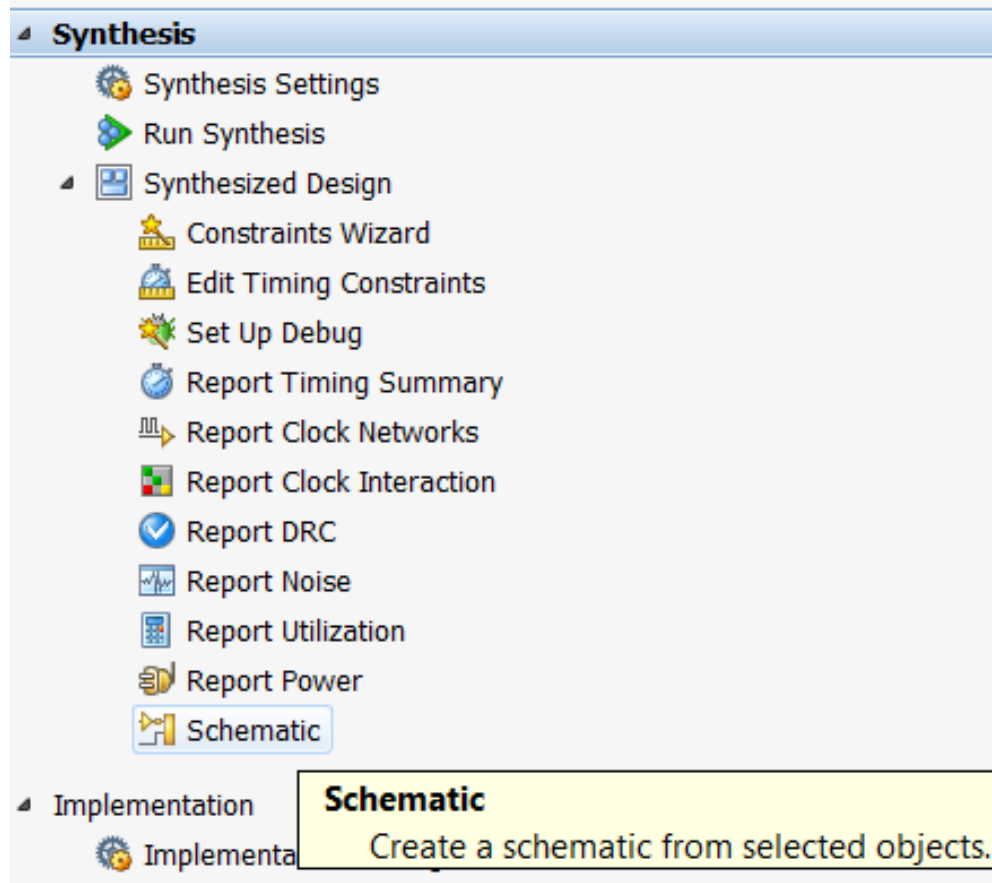 Synthesis
Synthesis Settings
Run Synthesis
Synthesized Design
Constraints Wizard
Edit Timing Constraints
Set Up Debug
Report Timing Summary
Report Clock Networks
Report Clock Interaction
Report DRC
Report Noise
Report Utilization
Report Power
Schematic
Implementation
Schematic
Implementa
Create a schematic from selected objects.